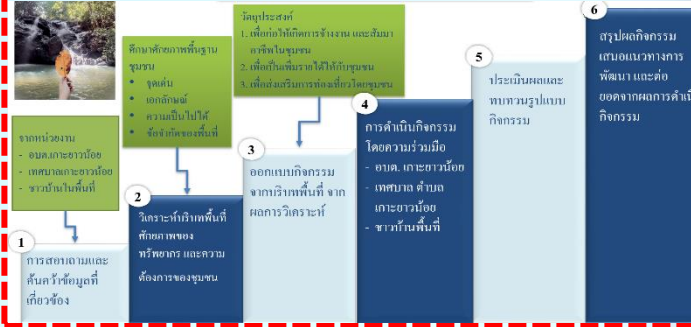 จากหน่วยงาน
- อบต.เกาะยาวน้อย
- เทศบาลเกาะยาวน้อย
- ชาวบ้านในพื้นที่
1
การสอบถามและ
ค้นคว้าข้อมูลที่
เกี่ยวข้อง
ศึกษาศักยภาพพื้นฐาน
ชุมชน
• จุดเด่น
• เอกลักษณ์
• ความเป็นไปได้
• ข้อจำกัดของพื้นที่
2
วิเคราะห์บริบทพื้นที่
ศักยภาพของ
ทรัพยากร และความ
ต้องการของชุมชน
วัตถุประสงค์
1. เพื่อก่อให้เกิดการจ้างงาน และสัมมา
อาชีพในชุมชน
2. เพื่อเป็นเพิ่มรายได้ให้กับชุมชน
3. เพื่อส่งเสริมการท่องเที่ยวโดยชุมชน
3
ออกแบบกิจกรรม
จากบริบทพื้นที่ จาก
ผลการวิเคราะห์
4
การดำเนินกิจกรรม
โดยความร่วมมือ
- อบต. เกาะยาวน้อย
- เทศบาล ตำบล
เกาะยาวน้อย
- ชาวบ้านพื้นที่
5
ประเมินผลและ
ทบทวนรูปแบบ
กิจกรรม
6
สรุปผลกิจกรรม
เสนอแนวทางการ
พัฒนา และต่อ
ยอดจากผลการดำเนิ
กิจกรรม